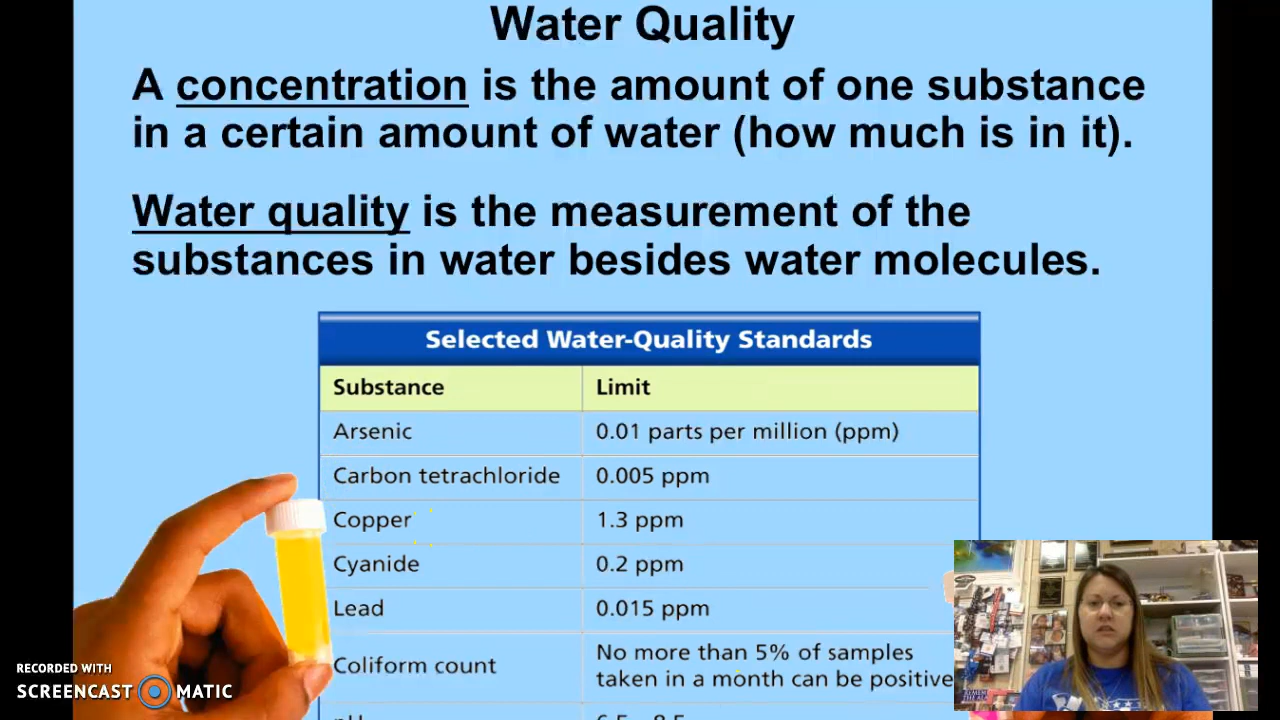 Water Quality
A concentration is the amount of one substance
in a certain amount of water (how much is in it).
Water quality is the measurement of the
substances in water besides water molecules.
Selected Water-Quality Standards
Substance Limit
Arsenic 0.01 parts per million (ppm)
Carbon tetrachloride 0.005 ppm
Copper 1.3 ppm
Cyanide 0.2 ppm
Lead 0.015 ppm
Coliform count No more than 5% of samples
taken in a month can be positive
RECORDED WITH
SCREENCAST MATIC